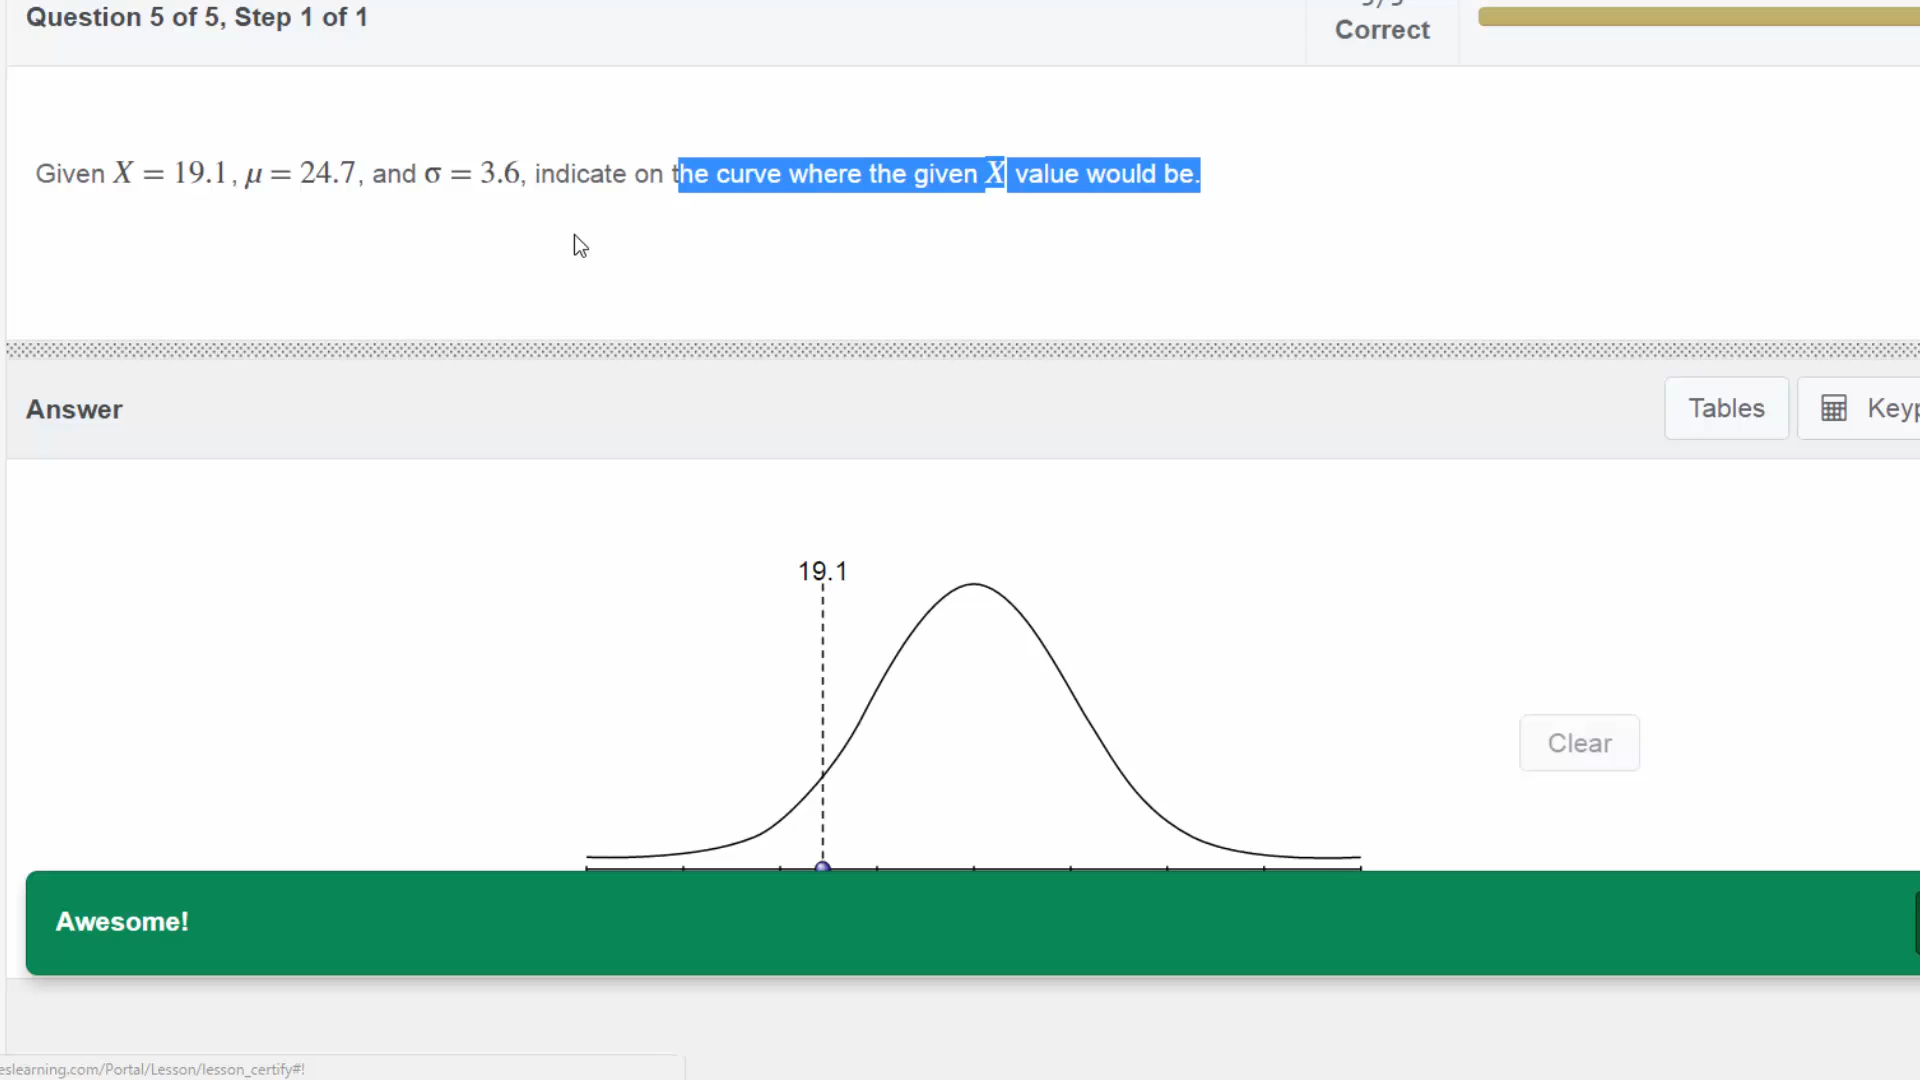 Question 5 of 5, Step 1 of 1
Correct
Given X = 19.1, μ = 24.7, and σ = 3.6, indicate on the curve where the given X value would be.
Answer
Tables
Keyp
19.1
Clear
Awesome!
eslearning.com/Portal/Lesson/lesson_certify#!